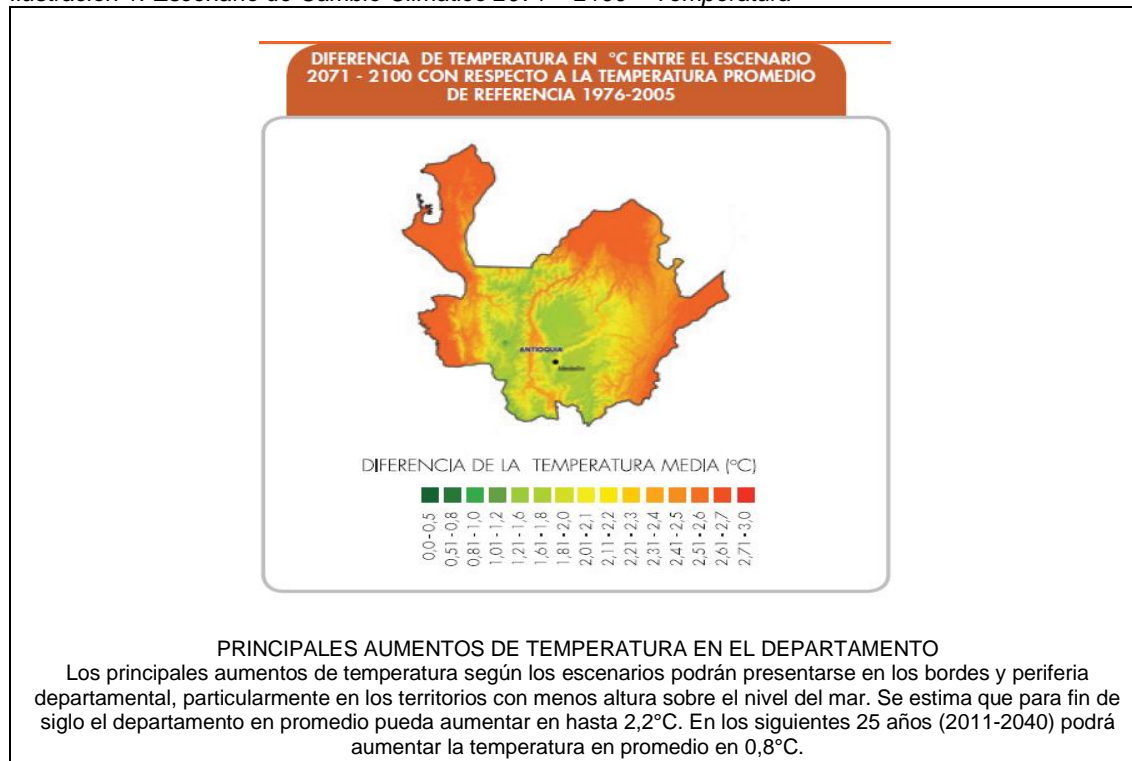 DIFERENCIA DE TEMPERATURA EN °C ENTRE EL ESCENARIO
2071 - 2100 CON RESPECTO A LA TEMPERATURA PROMEDIO
DE REFERENCIA 1976-2005
ANTIOQUIA
Medellín
DIFERENCIA DE LA TEMPERATURA MEDIA (°C)
0,0-0,5
0,51-0,8
0,81-1,0
1,01-1,2
1,21-1,6
1,61•1,8
1,81•2,0
2,01•2,1
2,11•2,2
2,21•2,3
2,31•2,4
2,41•2,5
2,51•2,6
2,61•2,7
2,71•3,0
PRINCIPALES AUMENTOS DE TEMPERATURA EN EL DEPARTAMENTO
Los principales aumentos de temperatura según los escenarios podrán presentarse en los bordes y periferia
departamental, particularmente en los territorios con menos altura sobre el nivel del mar. Se estima que para fin de
siglo el departamento en promedio pueda aumentar en hasta 2,2°C. En los siguientes 25 años (2011-2040) podrá
aumentar la temperatura en promedio en 0,8°C.